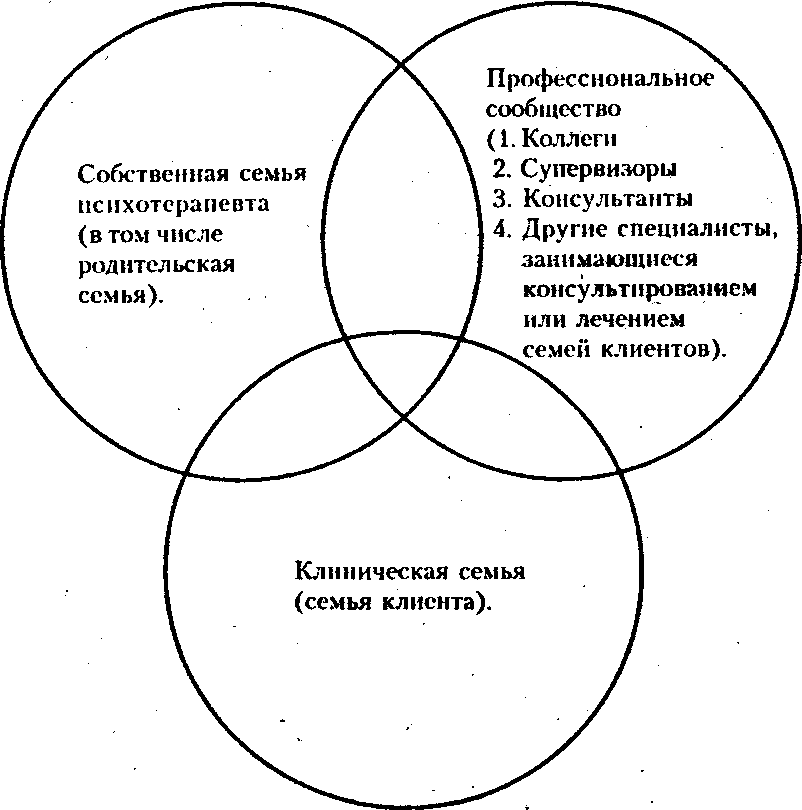 Собственная семья
психотерапевта
(в том числе
родительская
семья).
Профессиональное
сообщество
(1. Коллеги
2. Супервизоры
3. Консультанты
4. Другие специалисты,
занимающиеся
консультированием
или лечением
семей клиентов).
Клиническая семья
(семья клиента).